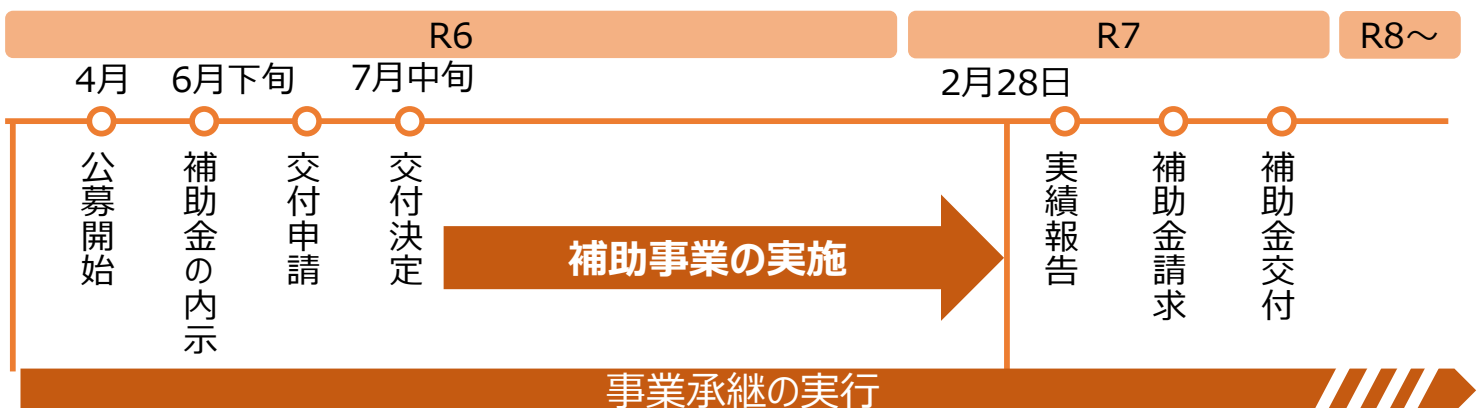 R6
R7
R8～
4月
6月下旬
7月中旬
2月28日
公募開始
補助金の内示
交付申請
交付決定
補助事業の実施
実績報告
補助金請求
補助金交付
事業承継の実行